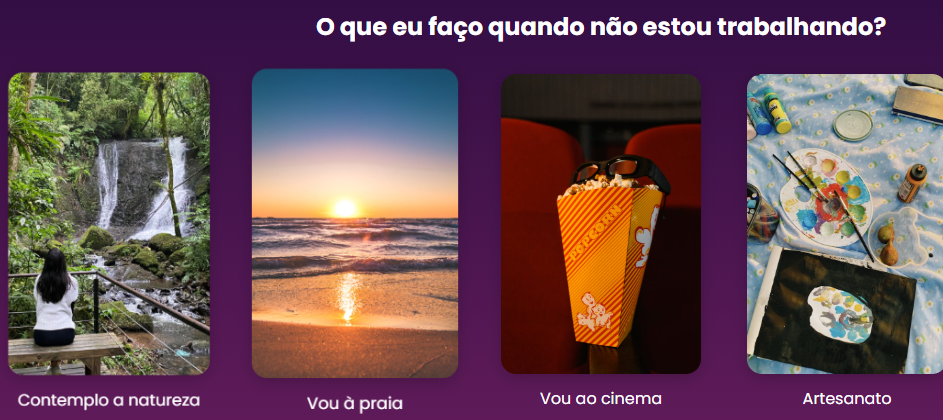 O que eu faço quando não estou trabalhando?
POPCORN
Contemplo a natureza
Vou à praia
Vou ao cinema
Artesanato